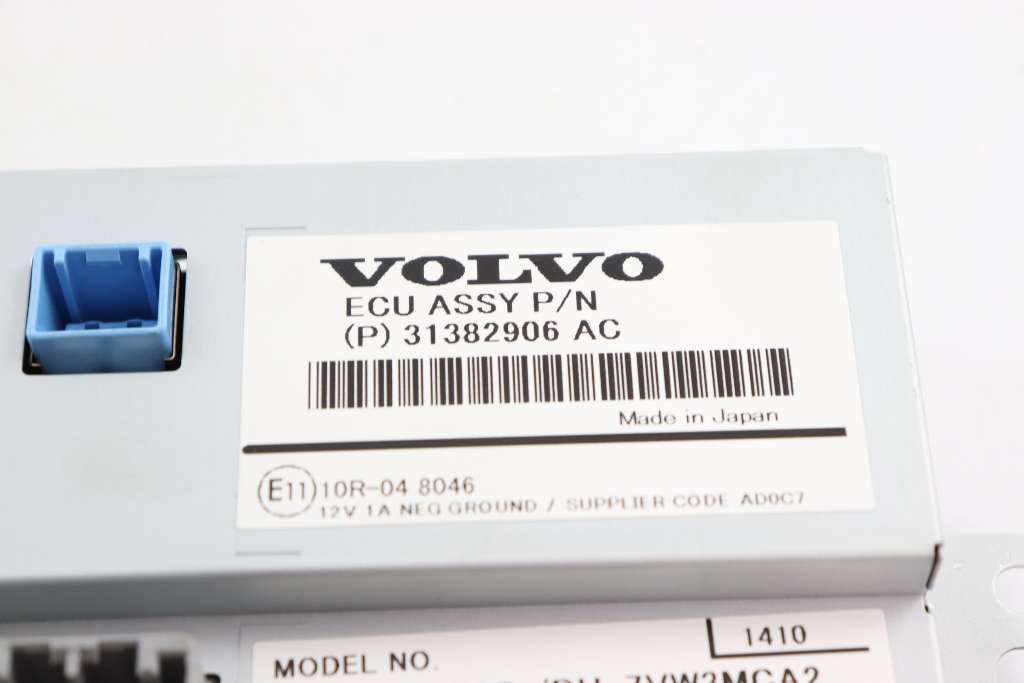 VOLVO
ECU ASSY P/N
(P) 31382906 AC
Made in Japan
E11 10R-04 8046
12V 1A NEG GROUND / SUPPLIER CODE AD0C7
1410
MODEL NO.